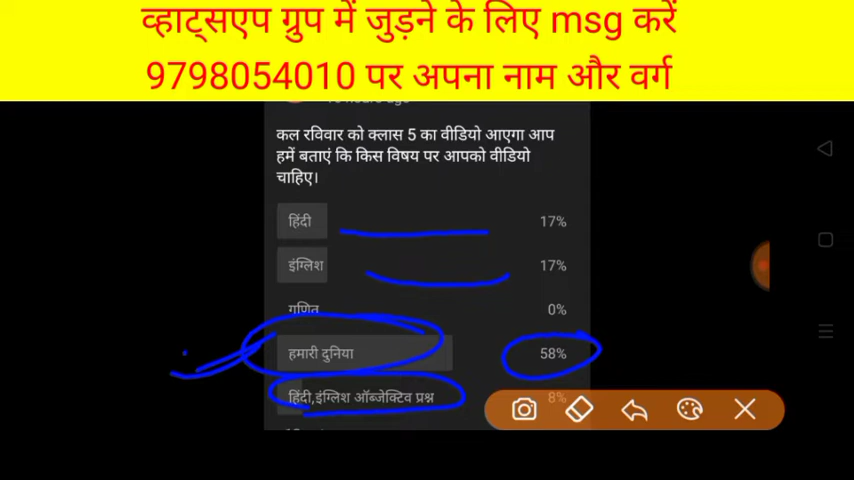 व्हाट्सएप ग्रुप में जुड़ने के लिए msg करें
9798054010 पर अपना नाम और वर्ग
कल रविवार को क्लास 5 का वीडियो आएगा आप
हमें बताएं कि किस विषय पर आपको वीडियो
चाहिए।
हिंदी 17%
इंग्लिश 17%
गणित 0%
हमारी दुनिया 58%
हिंदी,इंग्लिश ऑब्जेक्टिव प्रश्न 8%